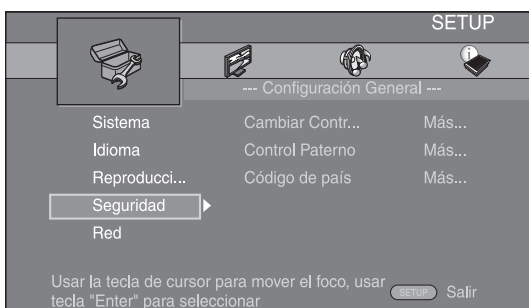 SETUP
--- Configuración General ---
Sistema
Cambiar Contr... Más...
Idioma
Control Paterno Más...
Reproducci...
Código de país Más...
Seguridad
Red
Usar la tecla de cursor para mover el foco, usar
tecla "Enter" para seleccionar
SETUP Salir